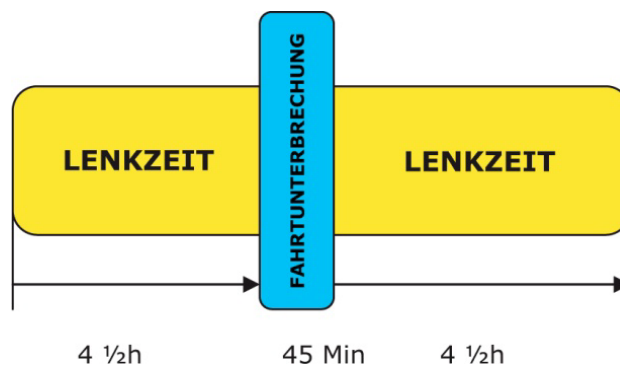 LENKZEIT
FAHRTUNTERBRECHUNG
LENKZEIT
4 ½h
45 Min
4 ½h